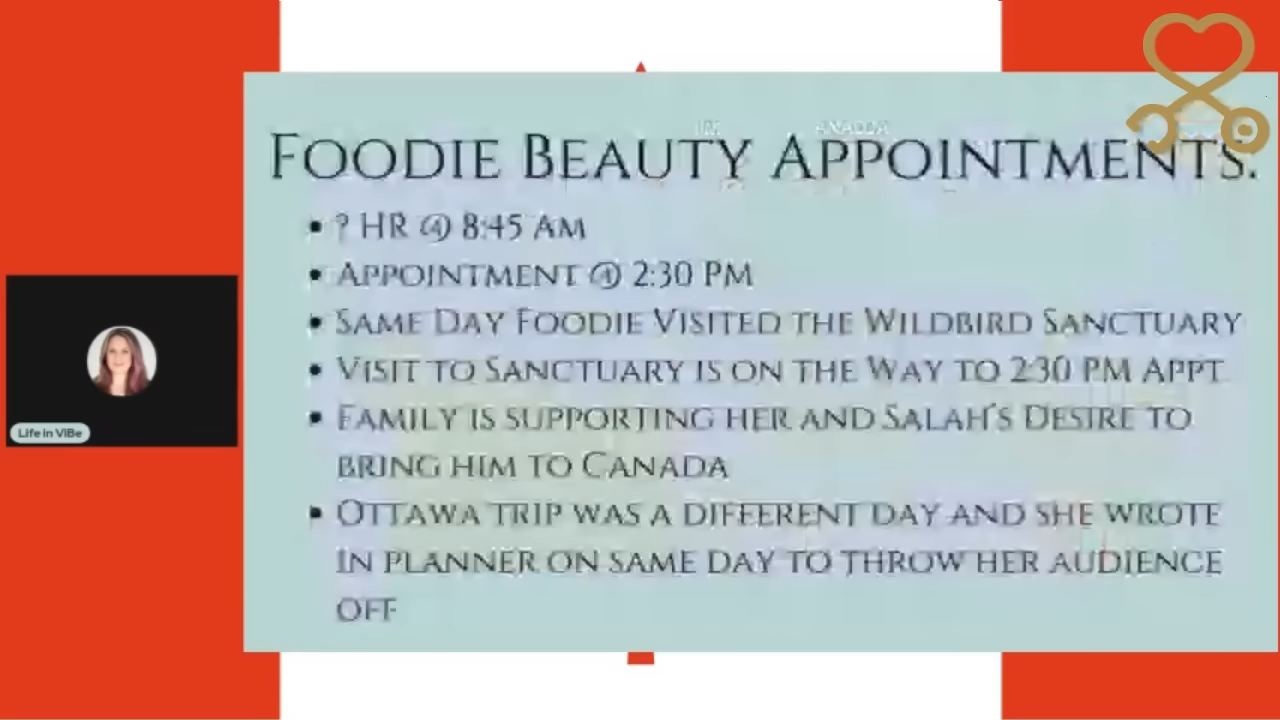 Foodie Beauty Appointments.
• ? HR @ 8:45 AM
• Appointment @ 2:30 PM
• Same Day Foodie Visited the Wildbird Sanctuary
• Visit to Sanctuary is on the Way to 2:30 PM Appt
• Family is supporting her and Salah's Desire to
bring him to Canada
• Ottawa trip was a different day and she wrote
in planner on same day to throw her audience
off
Life in ViBe